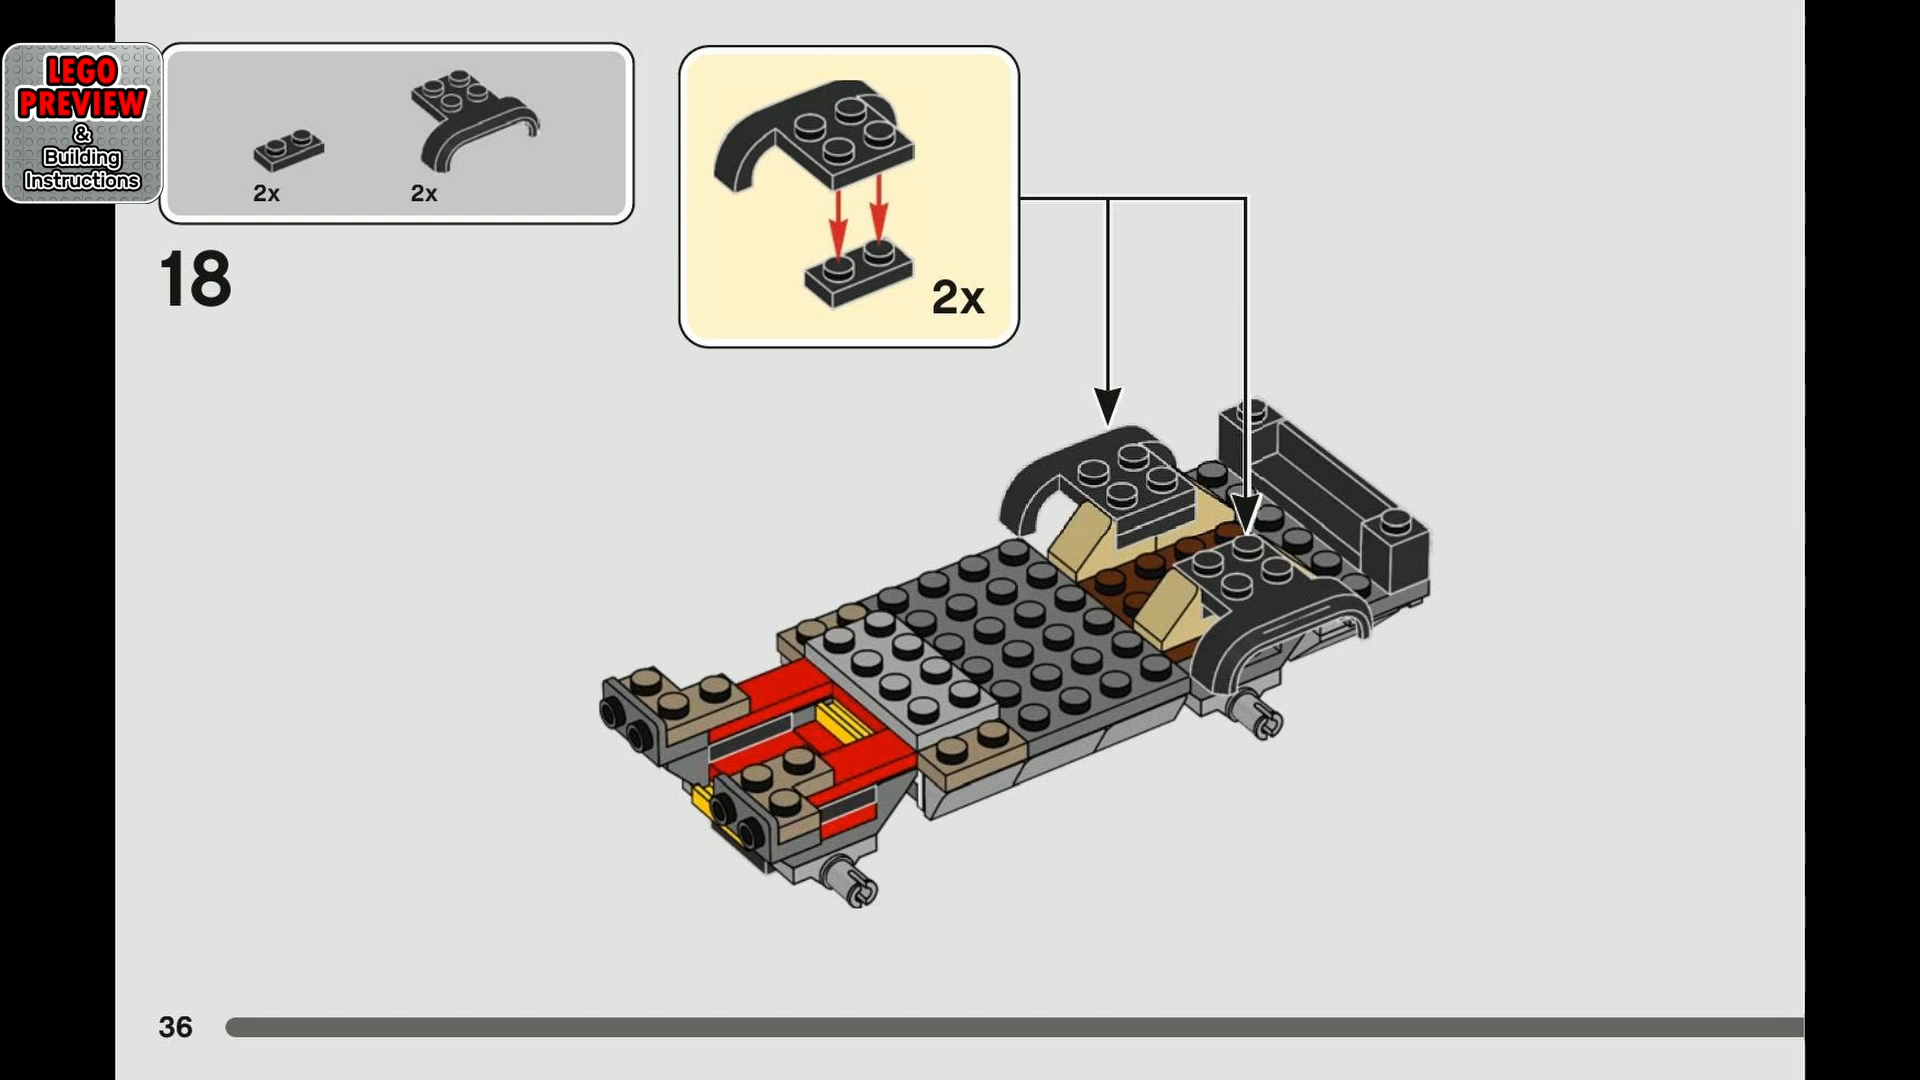 LEGO
PREVIEW
&
Building
Instructions
2x
2x
18
2x
36